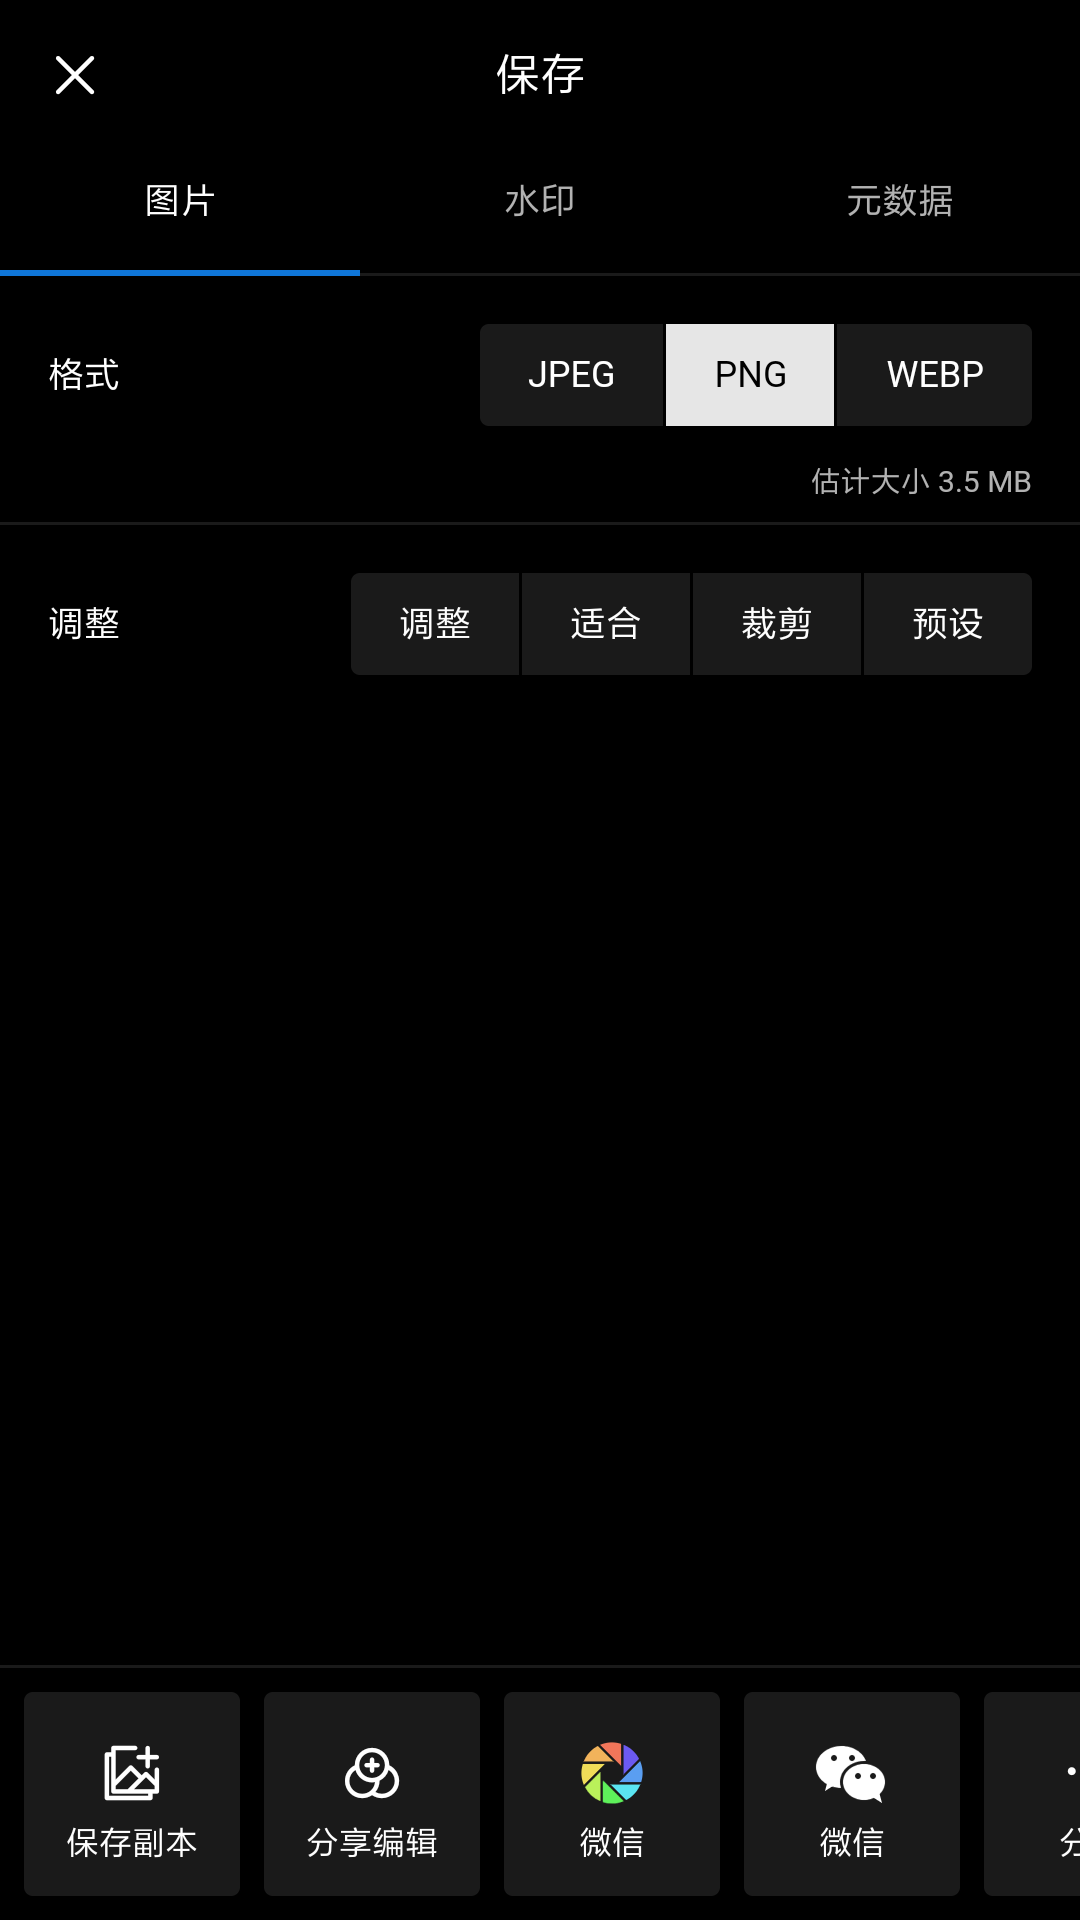 保存
图片 水印 元数据
格式 JPEG PNG WEBP
估计大小 3.5 MB
调整 调整 适合 裁剪 预设
保存副本 分享编辑 微信 微信